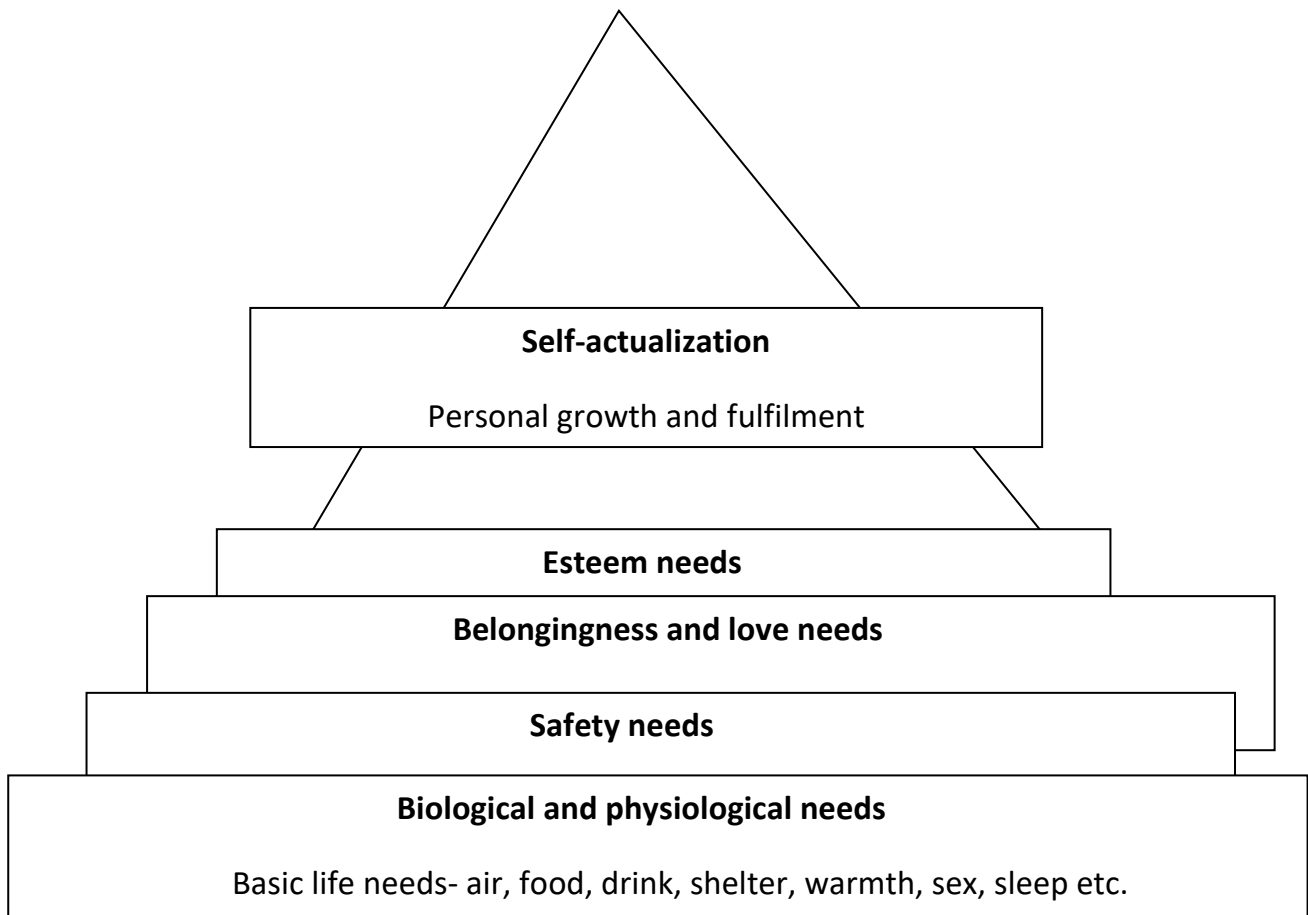 Self-actualization
Personal growth and fulfilment
Esteem needs
Belongingness and love needs
Safety needs
Biological and physiological needs
Basic life needs- air, food, drink, shelter, warmth, sex, sleep etc.